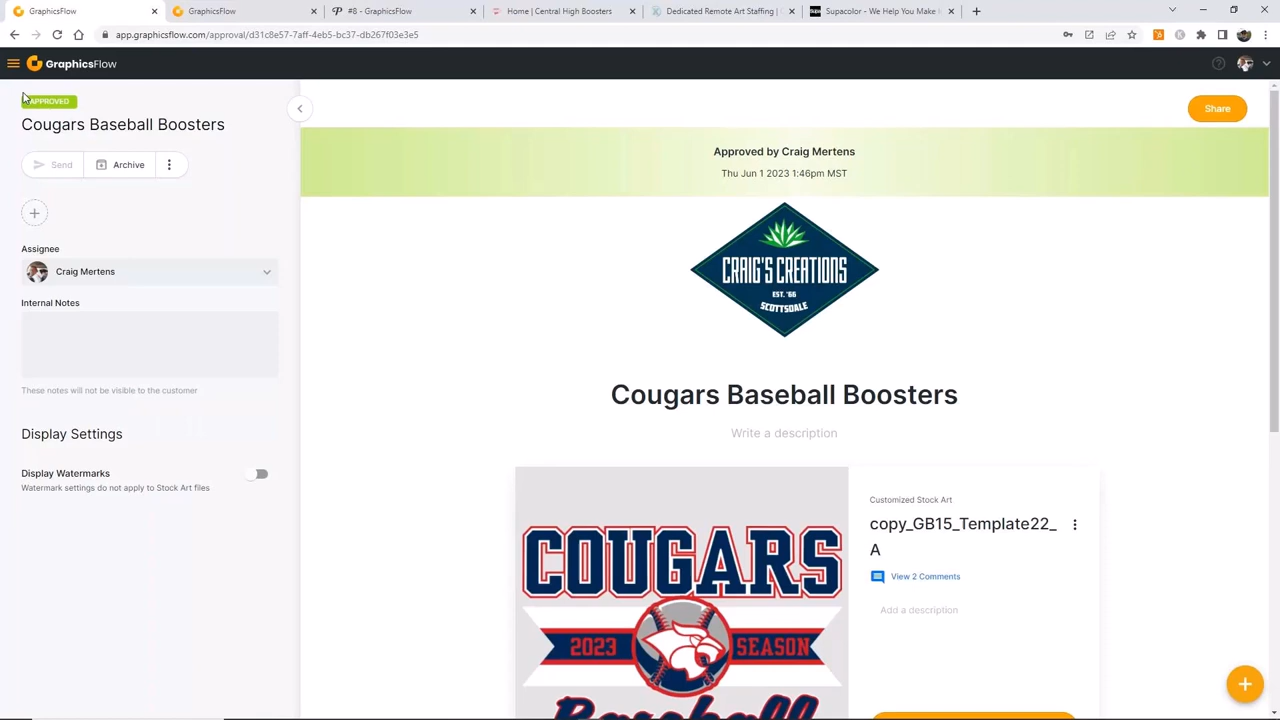 GraphicsFlow
GraphicsFlow
#8 - GraphicsFlow
Home | Central High Boosters
Dedicated Remote Art Staffing |
Supacolor - We Help You Make
app.graphicsflow.com/approval/d31c8e57-7aff-4eb5-bc37-db267f03e3e5
GraphicsFlow
APPROVED
Cougars Baseball Boosters
Send
Archive
Assignee
Craig Mertens
Internal Notes
These notes will not be visible to the customer
Display Settings
Display Watermarks
Watermark settings do not apply to Stock Art files
Share
Approved by Craig Mertens
Thu Jun 1 2023 1:46pm MST
CRAIG'S CREATIONS
EST. '66
SCOTTSDALE
Cougars Baseball Boosters
Write a description
COUGARS
2023 SEASON
Baseball
Customized Stock Art
copy_GB15_Template22_
A
View 2 Comments
Add a description